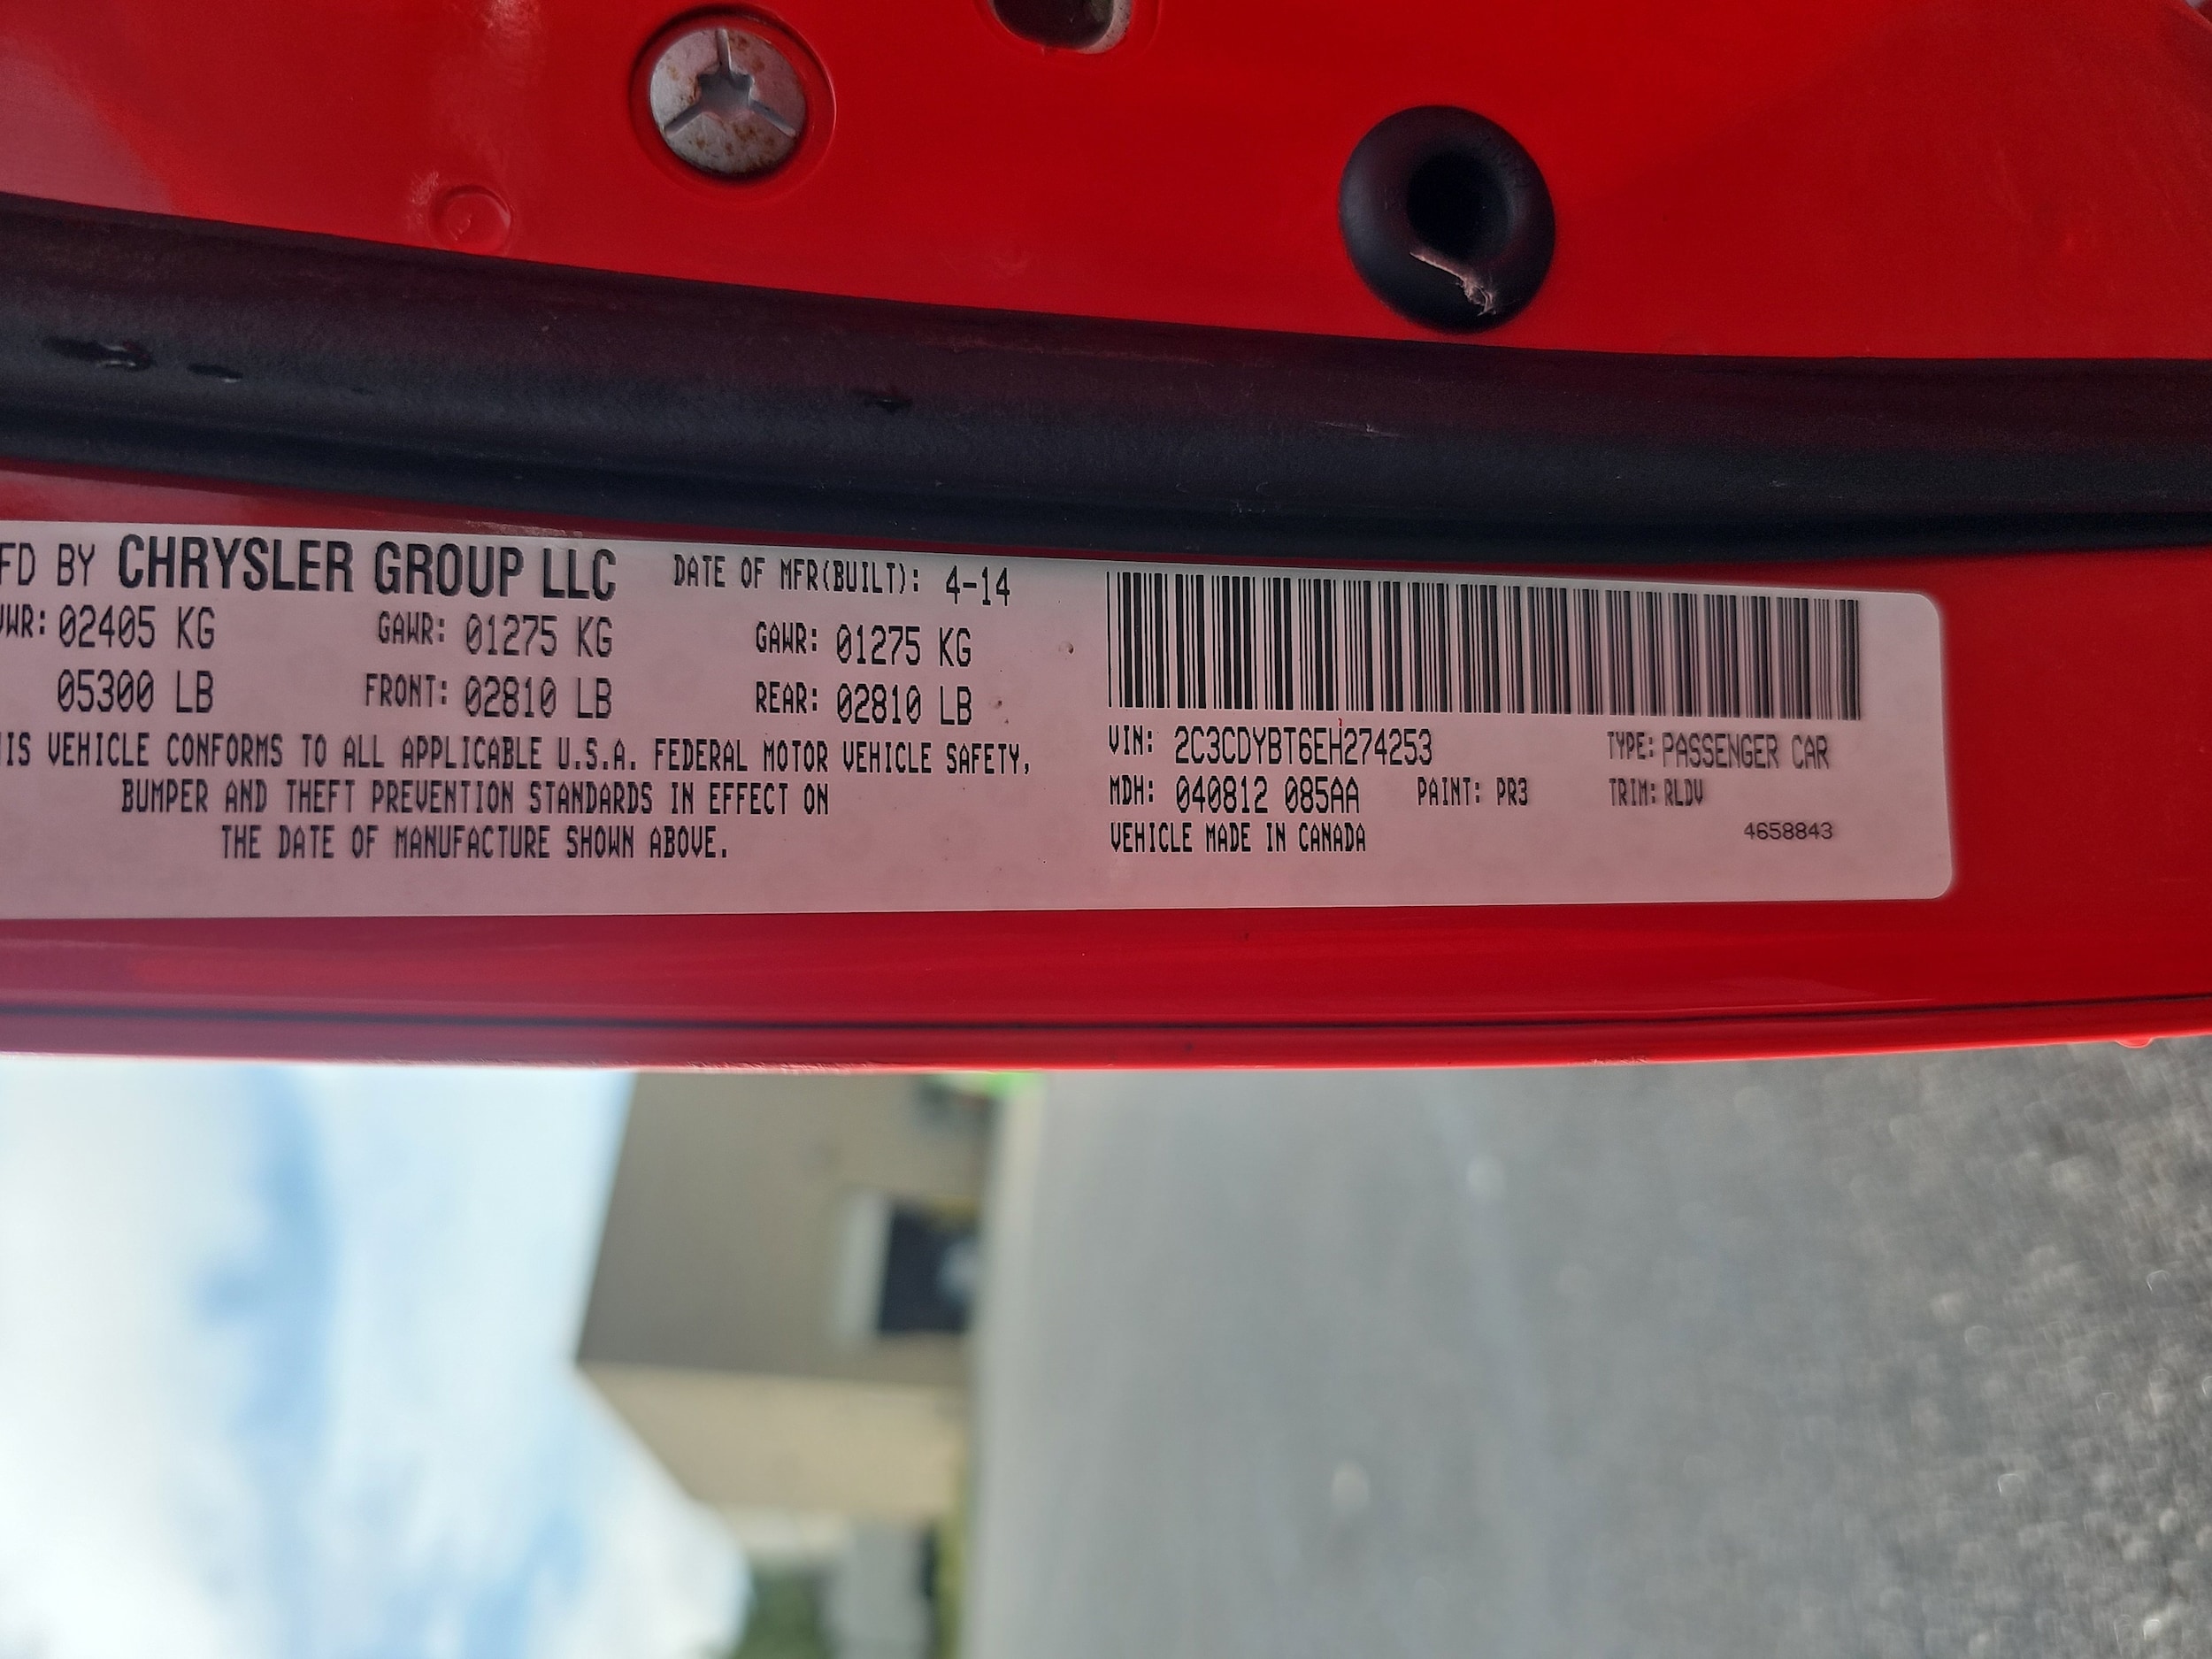 FD BY CHRYSLER GROUP LLC DATE OF MFR(BUILT): 4-14
WR: 02405 KG GAWR: 01275 KG GAWR: 01275 KG
05300 LB FRONT: 02810 LB REAR: 02810 LB
IS VEHICLE CONFORMS TO ALL APPLICABLE U.S.A. FEDERAL MOTOR VEHICLE SAFETY,
BUMPER AND THEFT PREVENTION STANDARDS IN EFFECT ON
THE DATE OF MANUFACTURE SHOWN ABOVE.
VIN: 2C3CDYBT6EH274253 TYPE: PASSENGER CAR
MDH: 040812 085AA PAINT: PR3 TRIM: RLDV
VEHICLE MADE IN CANADA
4658843